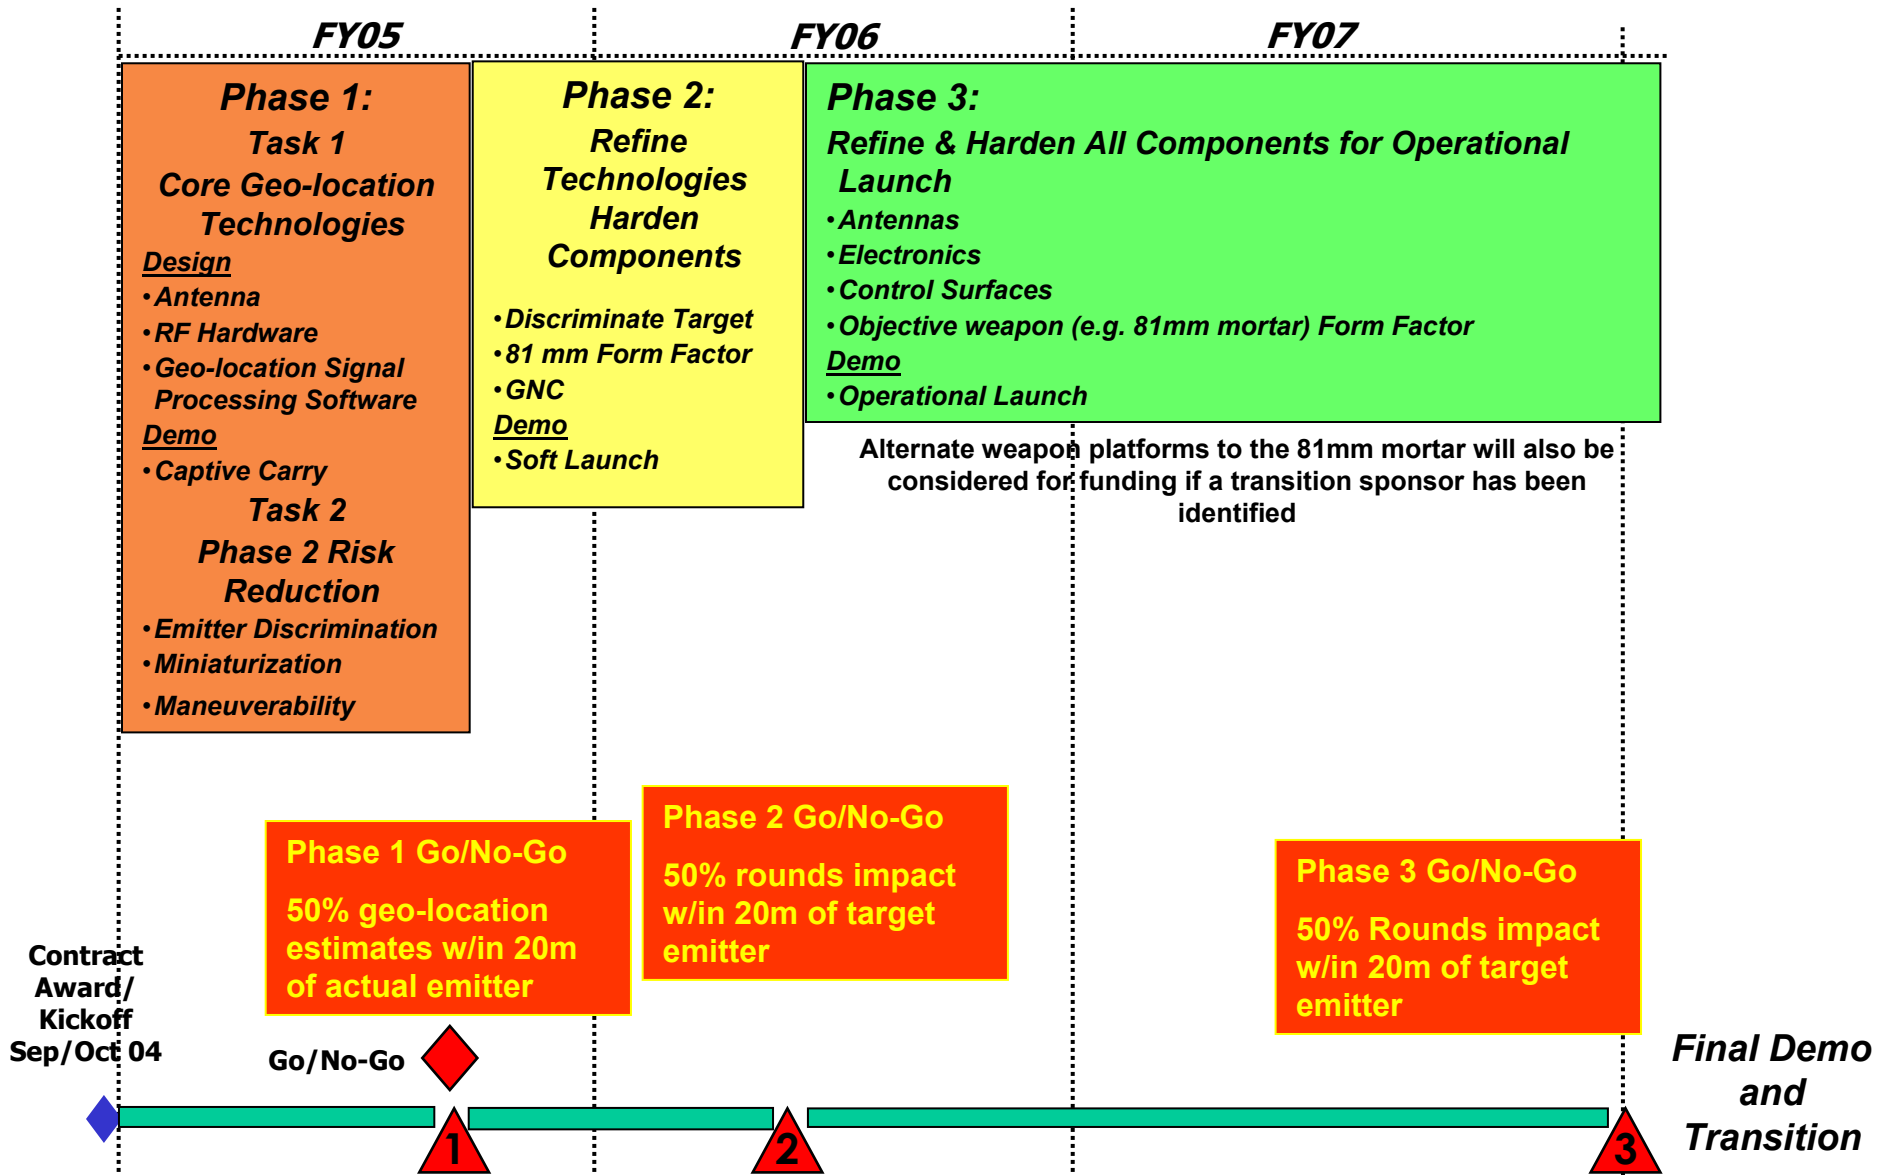 FY05
FY06
FY07
Phase 1:
Task 1
Core Geo-location
Technologies
Design
•Antenna
•RF Hardware
•Geo-location Signal
Processing Software
Demo
•Captive Carry
Task 2
Phase 2 Risk
Reduction
•Emitter Discrimination
•Miniaturization
•Maneuverability
Phase 2:
Refine
Technologies
Harden
Components
•Discriminate Target
•81 mm Form Factor
•GNC
Demo
•Soft Launch
Phase 3:
Refine & Harden All Components for Operational
Launch
•Antennas
•Electronics
•Control Surfaces
•Objective weapon (e.g. 81mm mortar) Form Factor
Demo
•Operational Launch
Alternate weapon platforms to the 81mm mortar will also be
considered for funding if a transition sponsor has been
identified
Phase 1 Go/No-Go
50% geo-location
estimates w/in 20m
of actual emitter
Phase 2 Go/No-Go
50% rounds impact
w/in 20m of target
emitter
Phase 3 Go/No-Go
50% Rounds impact
w/in 20m of target
emitter
Contract
Award/
Kickoff
Sep/Oct 04
Go/No-Go
1
2
3
Final Demo
and
Transition